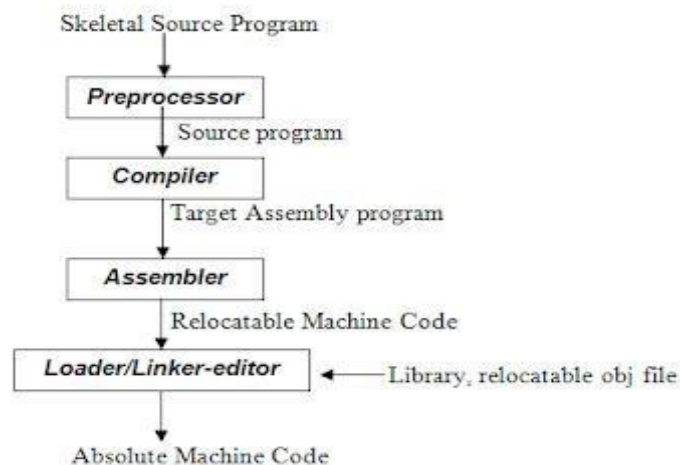 Skeletal Source Program
Preprocessor
Source program
Compiler
Target Assembly program
Assembler
Relocatable Machine Code
Loader/Linker-editor
Library, relocatable obj file
Absolute Machine Code